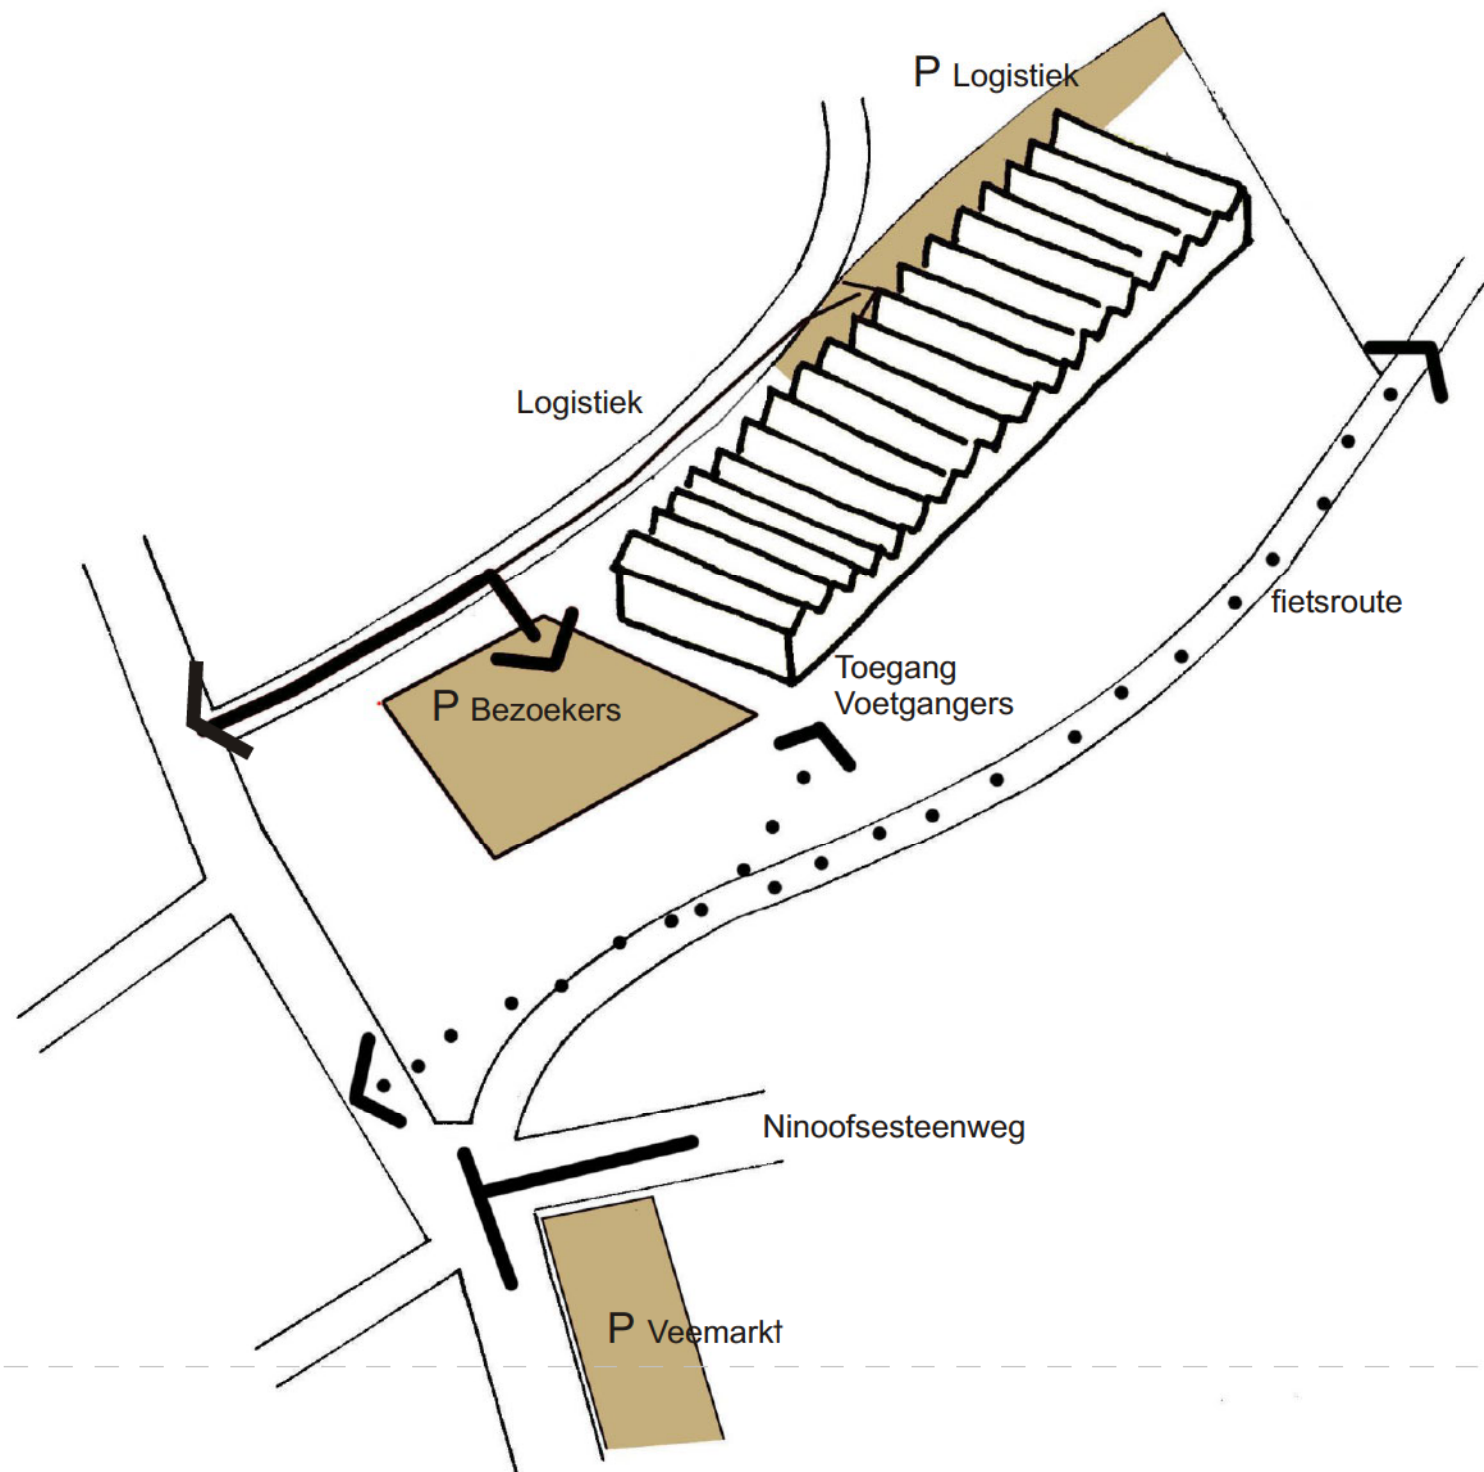 P Logistiek
Logistiek
fietsroute
Toegang
Voetgangers
P Bezoekers
Ninoofsesteenweg
P Veemarkt